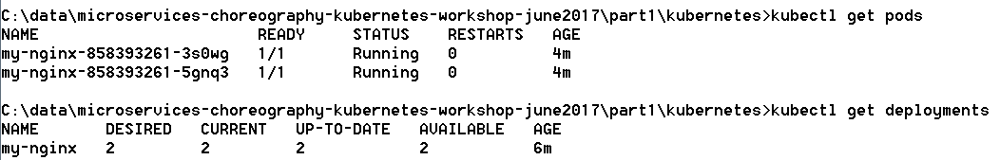 C:\data\microservices-choreography-kubernetes-workshop-june2017\part1\kubernetes>kubectl get pods
NAME                       READY     STATUS    RESTARTS   AGE
my-nginx-858393261-3s0wg   1/1       Running   0          4m
my-nginx-858393261-5gnq3   1/1       Running   0          4m
C:\data\microservices-choreography-kubernetes-workshop-june2017\part1\kubernetes>kubectl get deployments
NAME       DESIRED   CURRENT   UP-TO-DATE   AVAILABLE   AGE
my-nginx   2         2         2            2           6m